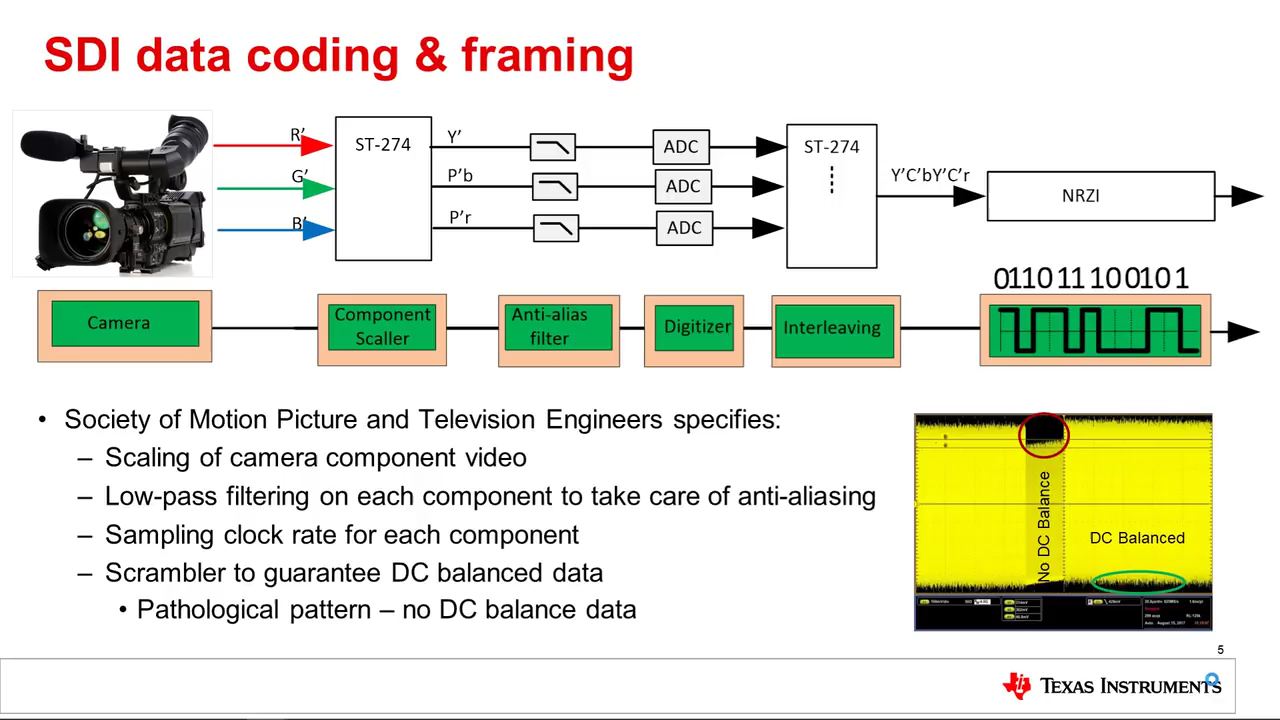 SDI data coding & framing
R'
G'
B'
ST-274
Y'
P'b
P'r
ADC
ADC
ADC
ST-274
Y'C'bY'C'r
NRZI
01101110010 1
Camera
Component
Scaller
Anti-alias
filter
Digitizer
Interleaving
• Society of Motion Picture and Television Engineers specifies:
– Scaling of camera component video
– Low-pass filtering on each component to take care of anti-aliasing
– Sampling clock rate for each component
– Scrambler to guarantee DC balanced data
• Pathological pattern – no DC balance data
No DC Balance
DC Balanced
5
TEXAS INSTRUMENTS